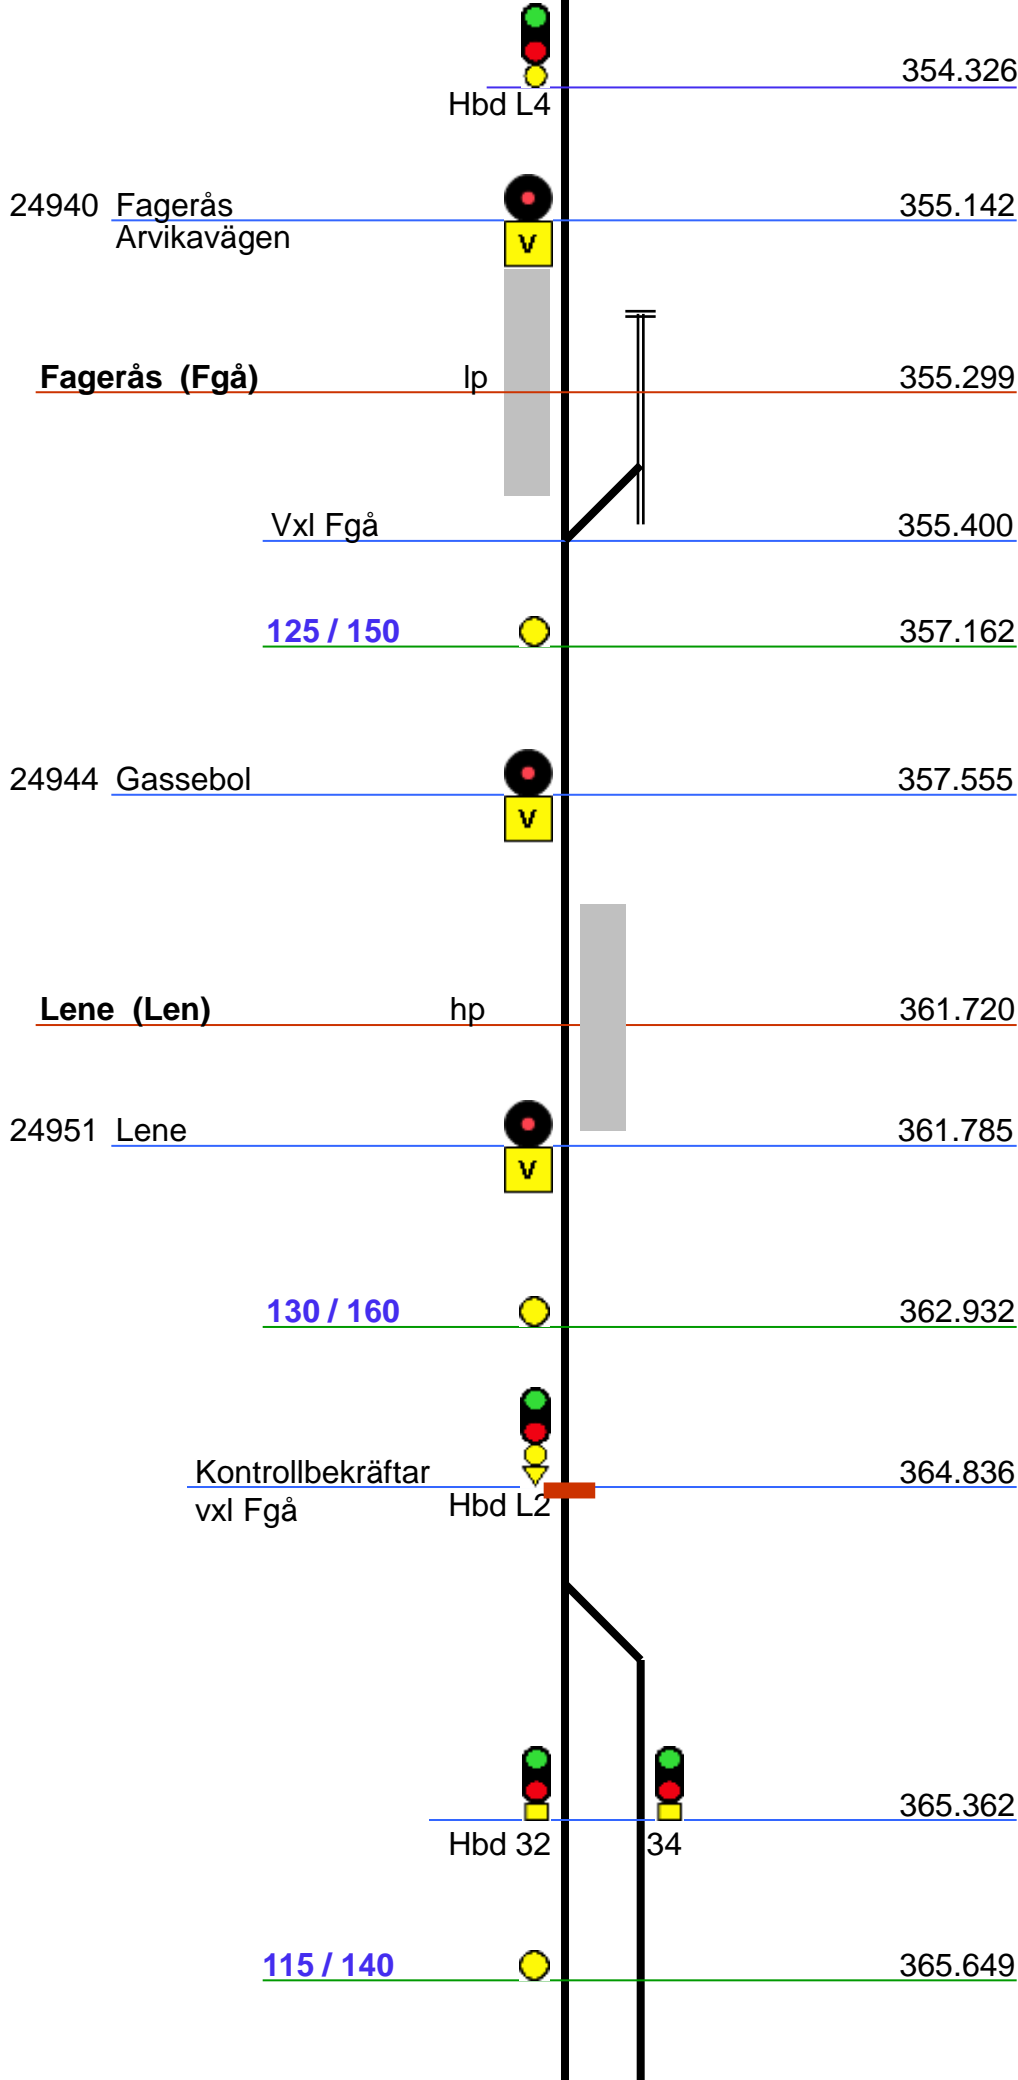 354.326
Hbd L4
24940 Fagerås 355.142
Arvikavägen
V
Fagerås (Fgå) lp 355.299
Vxl Fgå 355.400
125 / 150 357.162
24944 Gassebol 357.555
V
Lene (Len) hp 361.720
24951 Lene 361.785
V
130 / 160 362.932
Kontrollbekräftar 364.836
vxl Fgå Hbd L2
365.362
Hbd 32 34
115 / 140 365.649